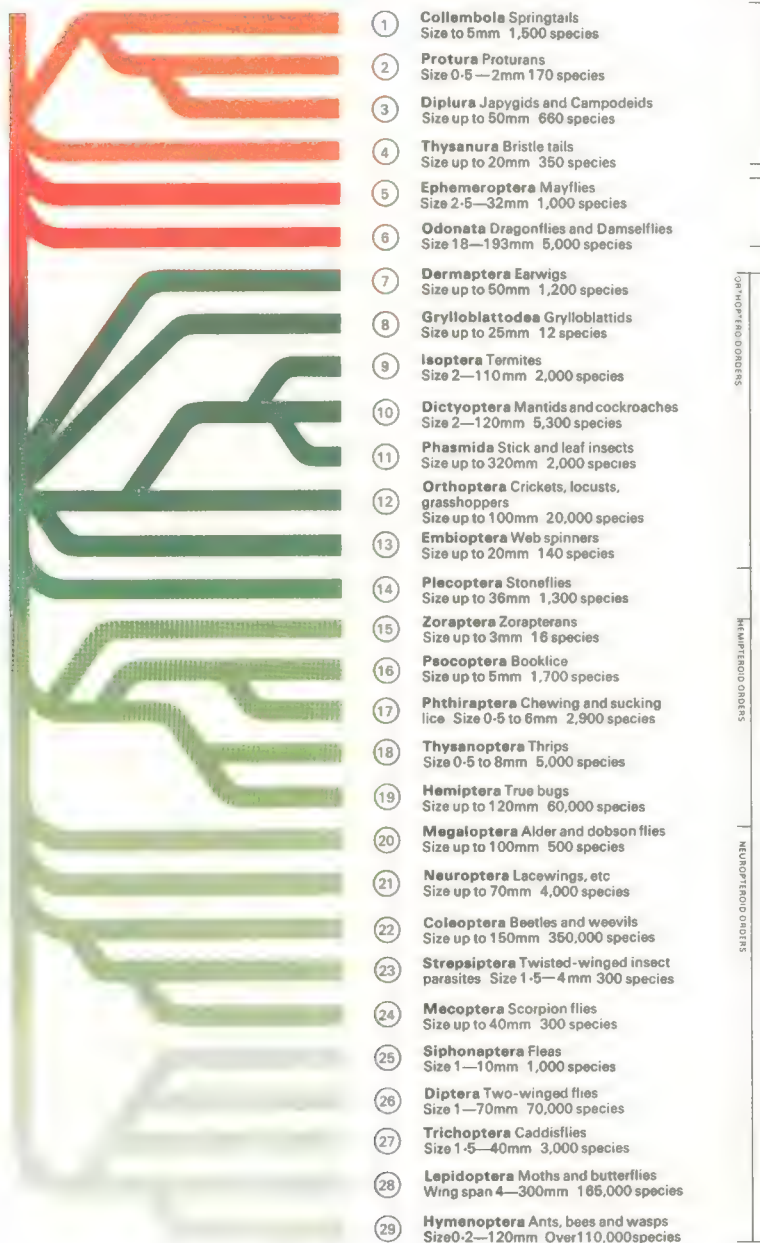 1
Collembola Springtails
Size to 5mm 1,500 species
2
Protura Proturans
Size 0·5—2mm 170 species
3
Diplura Japygids and Campodeids
Size up to 50mm 660 species
4
Thysanura Bristle tails
Size up to 20mm 350 species
5
Ephemeroptera Mayflies
Size 2·5—32mm 1,000 species
6
Odonata Dragonflies and Damselflies
Size 18—193mm 5,000 species
7
Dermaptera Earwigs
Size up to 50mm 1,200 species
8
Grylloblattodea Grylloblattids
Size up to 25mm 12 species
9
Isoptera Termites
Size 2—110mm 2,000 species
10
Dictyoptera Mantids and cockroaches
Size 2—120mm 5,300 species
11
Phasmida Stick and leaf insects
Size up to 320mm 2,000 species
12
Orthoptera Crickets, locusts,
grasshoppers
Size up to 100mm 20,000 species
13
Embioptera Web spinners
Size up to 20mm 140 species
ORTHOPTEROID ORDERS
14
Plecoptera Stoneflies
Size up to 36mm 1,300 species
15
Zoraptera Zorapterans
Size up to 3mm 16 species
16
Psocoptera Booklice
Size up to 5mm 1,700 species
17
Phthiraptera Chewing and sucking
lice Size 0·5 to 6mm 2,900 species
18
Thysanoptera Thrips
Size 0·5 to 8mm 5,000 species
19
Hemiptera True bugs
Size up to 120mm 60,000 species
HEMIPTEROID ORDERS
20
Megaloptera Alder and dobson flies
Size up to 100mm 500 species
21
Neuroptera Lacewings, etc
Size up to 70mm 4,000 species
22
Coleoptera Beetles and weevils
Size up to 150mm 350,000 species
23
Strepsiptera Twisted-winged insect
parasites Size 1·5—4mm 300 species
24
Mecoptera Scorpion flies
Size up to 40mm 300 species
25
Siphonaptera Fleas
Size 1—10mm 1,000 species
26
Diptera Two-winged flies
Size 1—70mm 70,000 species
27
Trichoptera Caddisflies
Size 1·5—40mm 3,000 species
28
Lepidoptera Moths and butterflies
Wing span 4—300mm 165,000 species
29
Hymenoptera Ants, bees and wasps
Size 0·2—120mm Over 110,000 species
NEUROPTEROID ORDERS